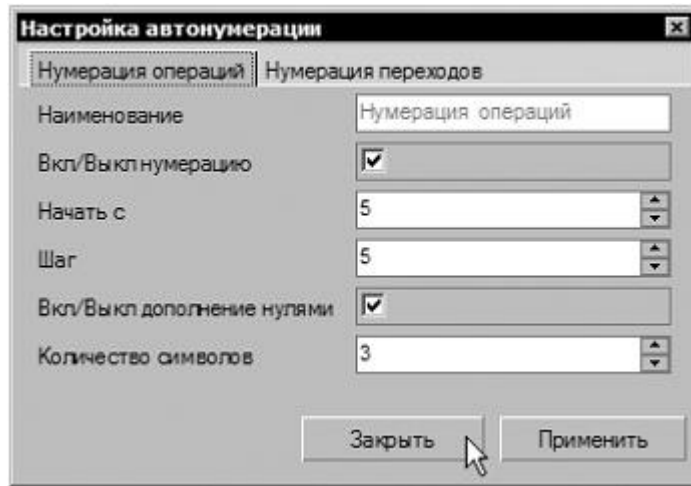 Настройка автонумерации
Нумерация операций Нумерация переходов
Наименование Нумерация операций
Вкл/Выкл нумерацию
Начать с 5
Шаг 5
Вкл/Выкл дополнение нулями
Количество символов 3
Закрыть Применить